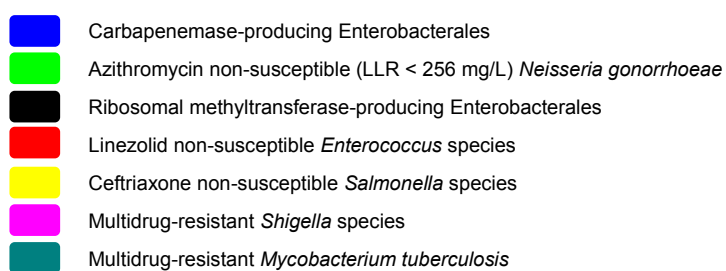 Carbapenemase-producing Enterobacterales
Azithromycin non-susceptible (LLR < 256 mg/L) Neisseria gonorrhoeae
Ribosomal methyltransferase-producing Enterobacterales
Linezolid non-susceptible Enterococcus species
Ceftriaxone non-susceptible Salmonella species
Multidrug-resistant Shigella species
Multidrug-resistant Mycobacterium tuberculosis